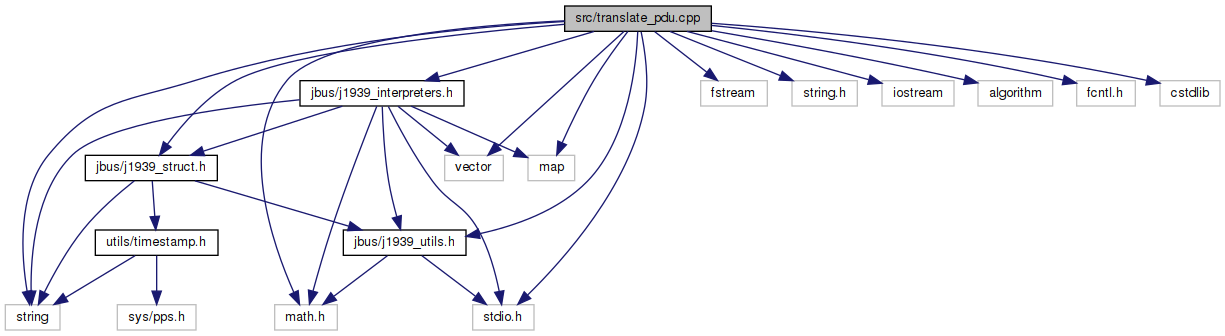 src/translate_pdu.cpp
jbus/j1939_interpreters.h
fstream
string.h
iostream
algorithm
fcntl.h
cstdlib
jbus/j1939_struct.h
vector
map
utils/timestamp.h
jbus/j1939_utils.h
string
sys/pps.h
math.h
stdio.h